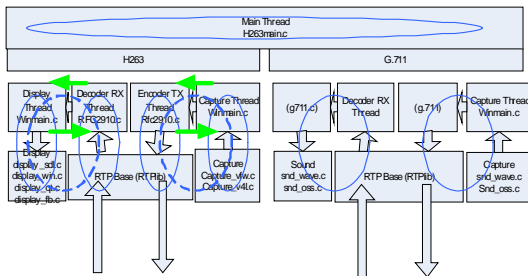 Main Thread
H263main.c
H263
G.711
Display
Thread
Winmain.c
Decoder RX
Thread
RFC2910.c
Encoder TX
Thread
Rfc2910.c
Capture Thread
Winmain.c
(g711.c)
Decoder RX
Thread
(g.711)
Capture Thread
Winmain.c
Display
display_sdl.c
display_win.c
display_qt.c
display_fb.c
RTP Base (RTPlib)
Capture
Capture_vfw.c
Capture_v4l.c
Sound
snd_wave.c
snd_oss.c
RTP Base (RTPlib)
Capture
snd_wave.c
Snd_oss.c